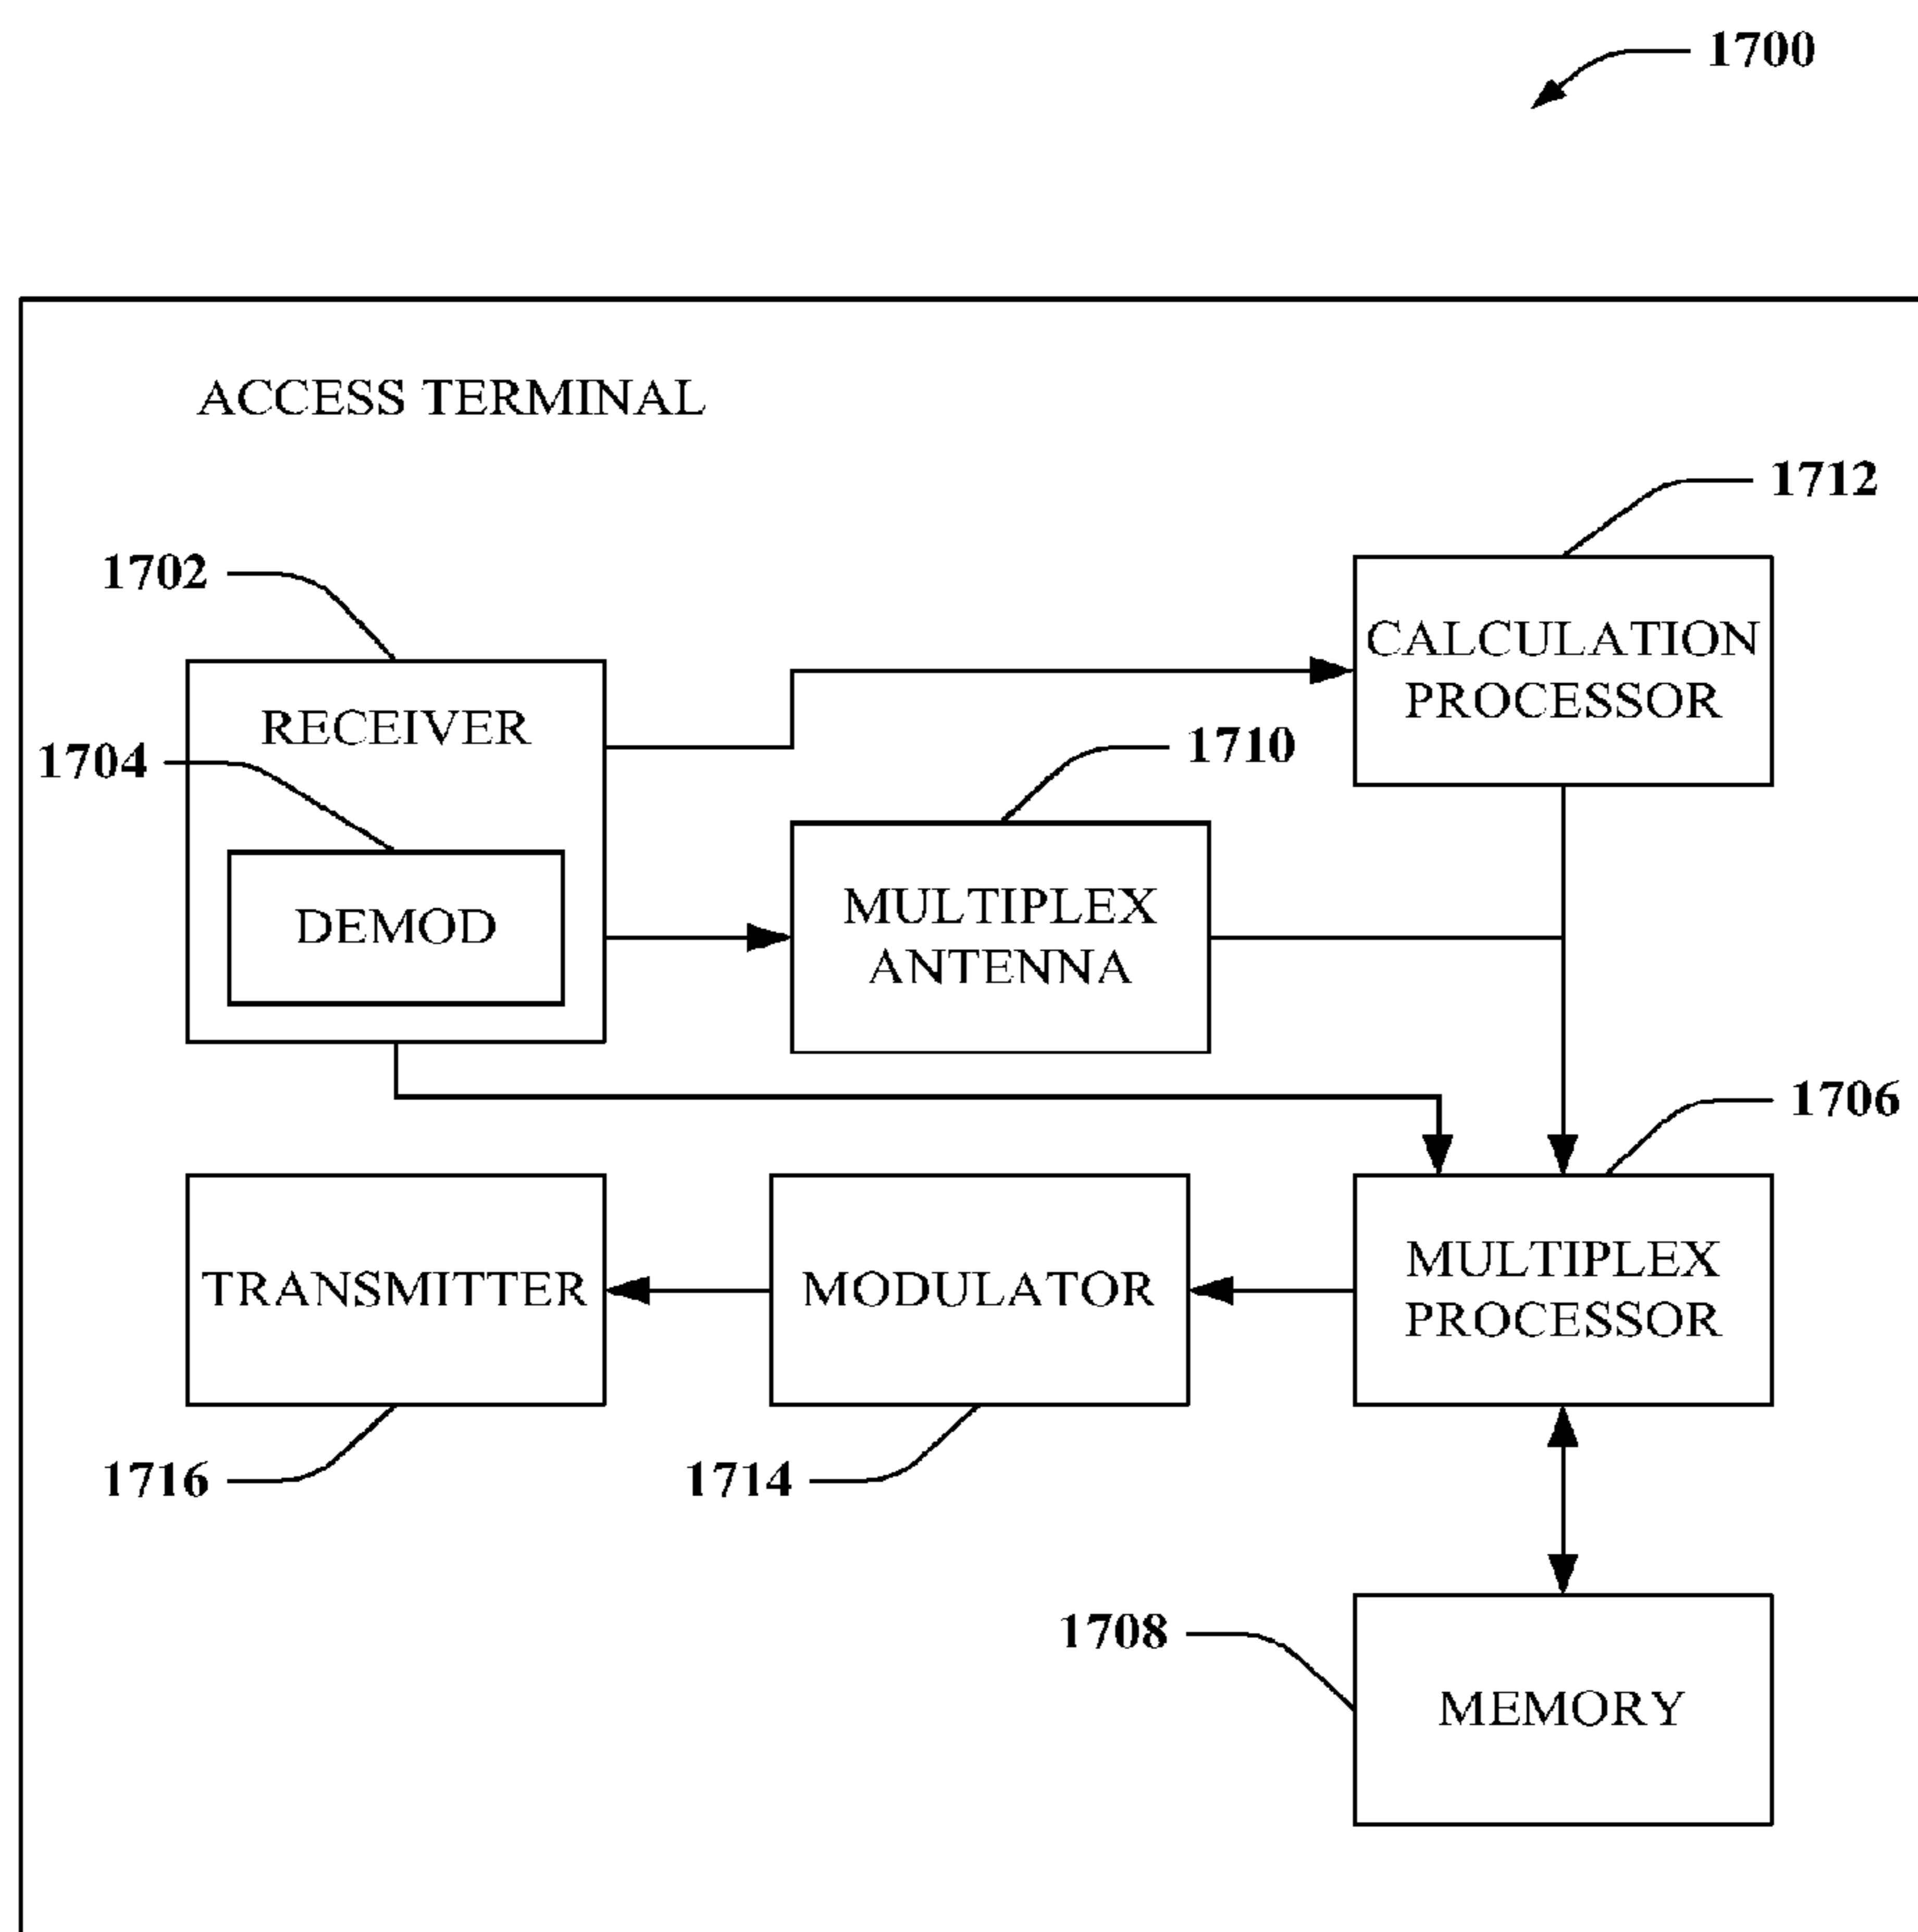 1700
ACCESS TERMINAL
1712
1702
CALCULATION
PROCESSOR
RECEIVER
1704
1710
DEMOD
MULTIPLEX
ANTENNA
1706
TRANSMITTER
MODULATOR
MULTIPLEX
PROCESSOR
1716
1714
1708
MEMORY